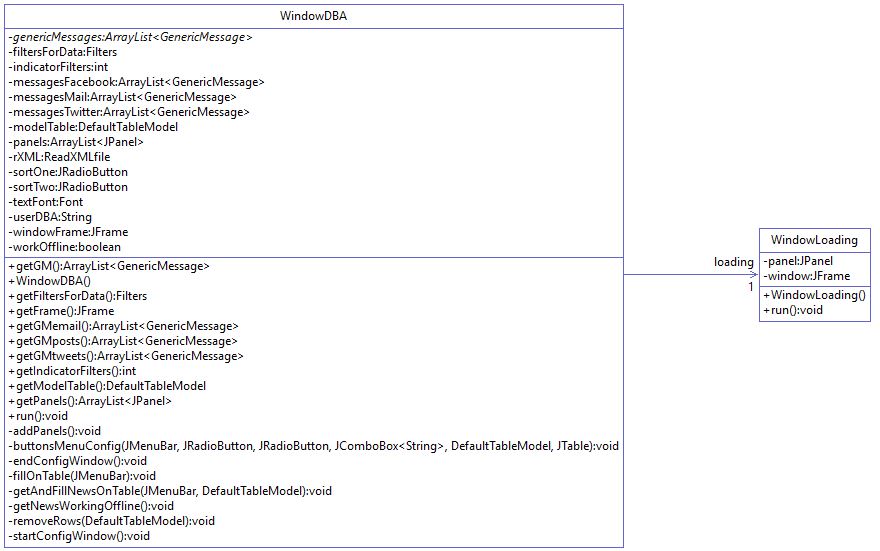 WindowDBA
-genericMessages:ArrayList<GenericMessage>
-filtersForData:Filters
-indicatorFilters:int
-messagesFacebook:ArrayList<GenericMessage>
-messagesMail:ArrayList<GenericMessage>
-messagesTwitter:ArrayList<GenericMessage>
-modelTable:DefaultTableModel
-panels:ArrayList<JPanel>
-rXML:ReadXMLfile
-sortOne:JRadioButton
-sortTwo:JRadioButton
-textFont:Font
-userDBA:String
-windowFrame:JFrame
-workOffline:boolean
+getGM():ArrayList<GenericMessage>
+WindowDBA()
+getFiltersForData():Filters
+getFrame():JFrame
+getGMemail():ArrayList<GenericMessage>
+getGMposts():ArrayList<GenericMessage>
+getGMtweets():ArrayList<GenericMessage>
+getIndicatorFilters():int
+getModelTable():DefaultTableModel
+getPanels():ArrayList<JPanel>
+run():void
-addPanels():void
-buttonsMenuConfig(JMenuBar, JRadioButton, JRadioButton, JComboBox<String>, DefaultTableModel, JTable):void
-endConfigWindow():void
-fillOnTable(JMenuBar):void
-getAndFillNewsOnTable(JMenuBar, DefaultTableModel):void
-getNewsWorkingOffline():void
-removeRows(DefaultTableModel):void
-startConfigWindow():void
loading
1
WindowLoading
-panel:JPanel
-window:JFrame
+WindowLoading()
+run():void